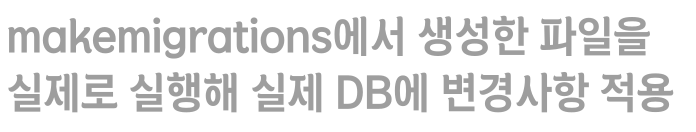 makemigrations에서 생성한 파일을
실제로 실행해 실제 DB에 변경사항 적용